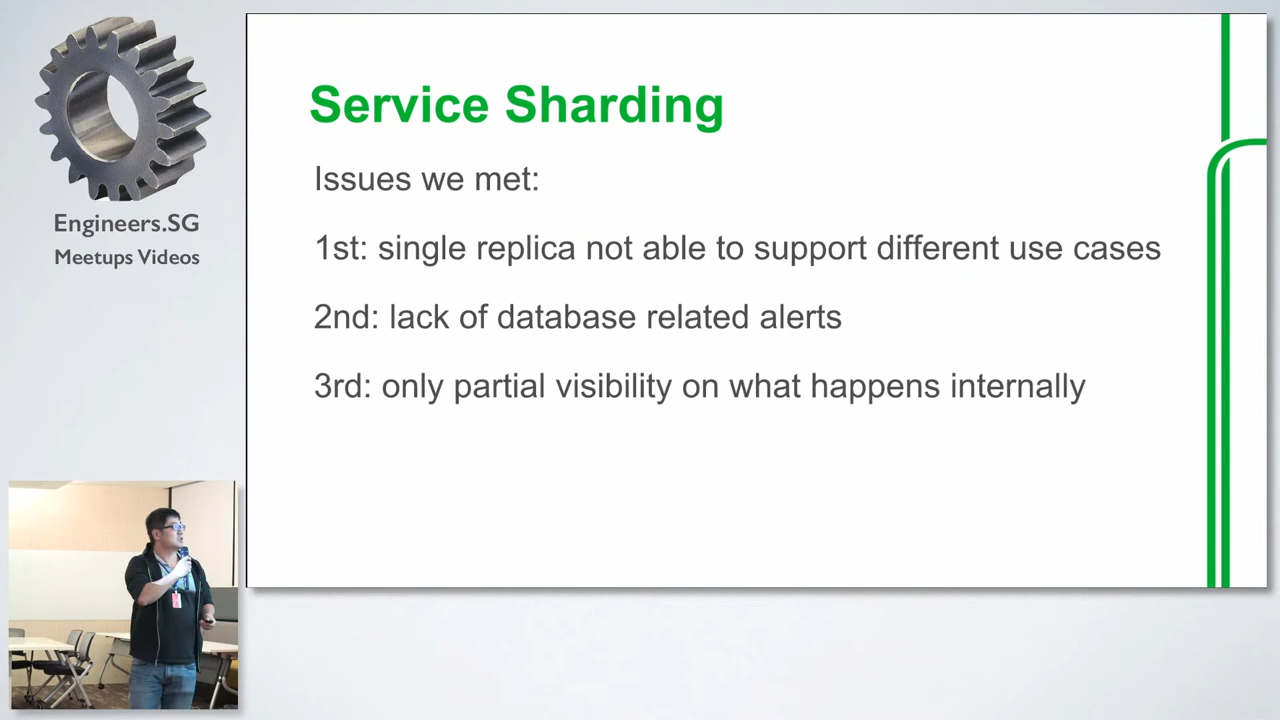 Engineers.SG
Meetups Videos
Service Sharding
Issues we met:
1st: single replica not able to support different use cases
2nd: lack of database related alerts
3rd: only partial visibility on what happens internally